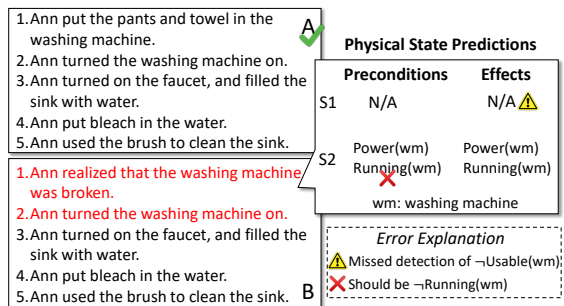 1.Ann put the pants and towel in the
washing machine.
2.Ann turned the washing machine on.
3.Ann turned on the faucet, and filled the
sink with water.
4.Ann put bleach in the water.
5.Ann used the brush to clean the sink.
A
1.Ann realized that the washing machine
was broken.
2.Ann turned the washing machine on.
3.Ann turned on the faucet, and filled the
sink with water.
4.Ann put bleach in the water.
5.Ann used the brush to clean the sink.
B
Physical State Predictions
Preconditions Effects
S1 N/A N/A
S2 Power(wm) Power(wm)
Running(wm) Running(wm)
wm: washing machine
Error Explanation
Missed detection of ¬Usable(wm)
Should be ¬Running(wm)